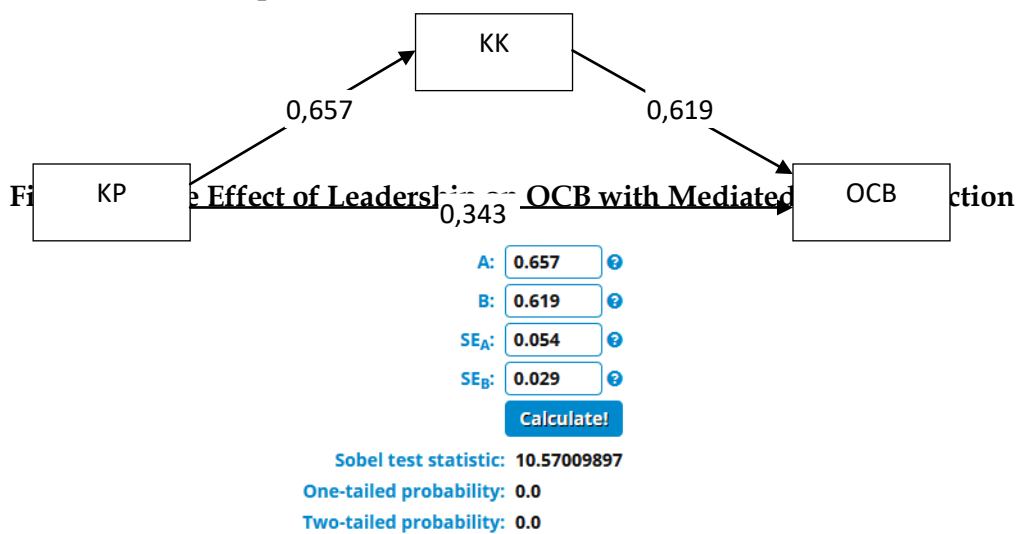 KK
0,657
0,619
KP
OCB
Effect of Leadership on OCB with Mediated
0,343
A: 0.657
B: 0.619
SEA: 0.054
SEB: 0.029
Calculate!
Sobel test statistic: 10.57009897
One-tailed probability: 0.0
Two-tailed probability: 0.0